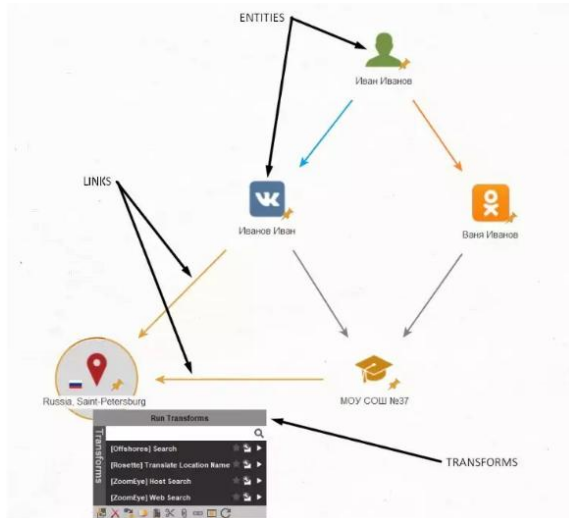 ENTITIES
Иван Иванов
LINKS
Иванов Иван
Ваня Иванов
Russia, Saint-Petersburg
МОУ СОШ №37
Run Transforms
Transforms
[Offshores] Search
[Rosette] Translate Location Name
[ZoomEye] Host Search
[ZoomEye] Web Search
TRANSFORMS